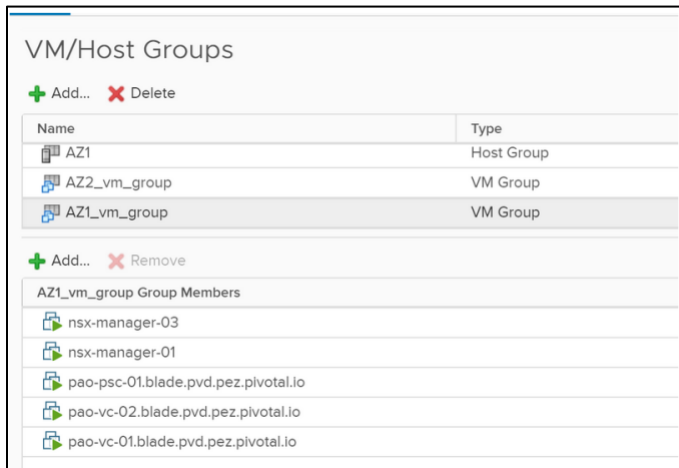 VM/Host Groups
Add... Delete
Name Type
AZ1 Host Group
AZ2_vm_group VM Group
AZ1_vm_group VM Group
Add... Remove
AZ1_vm_group Group Members
nsx-manager-03
nsx-manager-01
pao-psc-01.blade.pvd.pez.pivotal.io
pao-vc-02.blade.pvd.pez.pivotal.io
pao-vc-01.blade.pvd.pez.pivotal.io